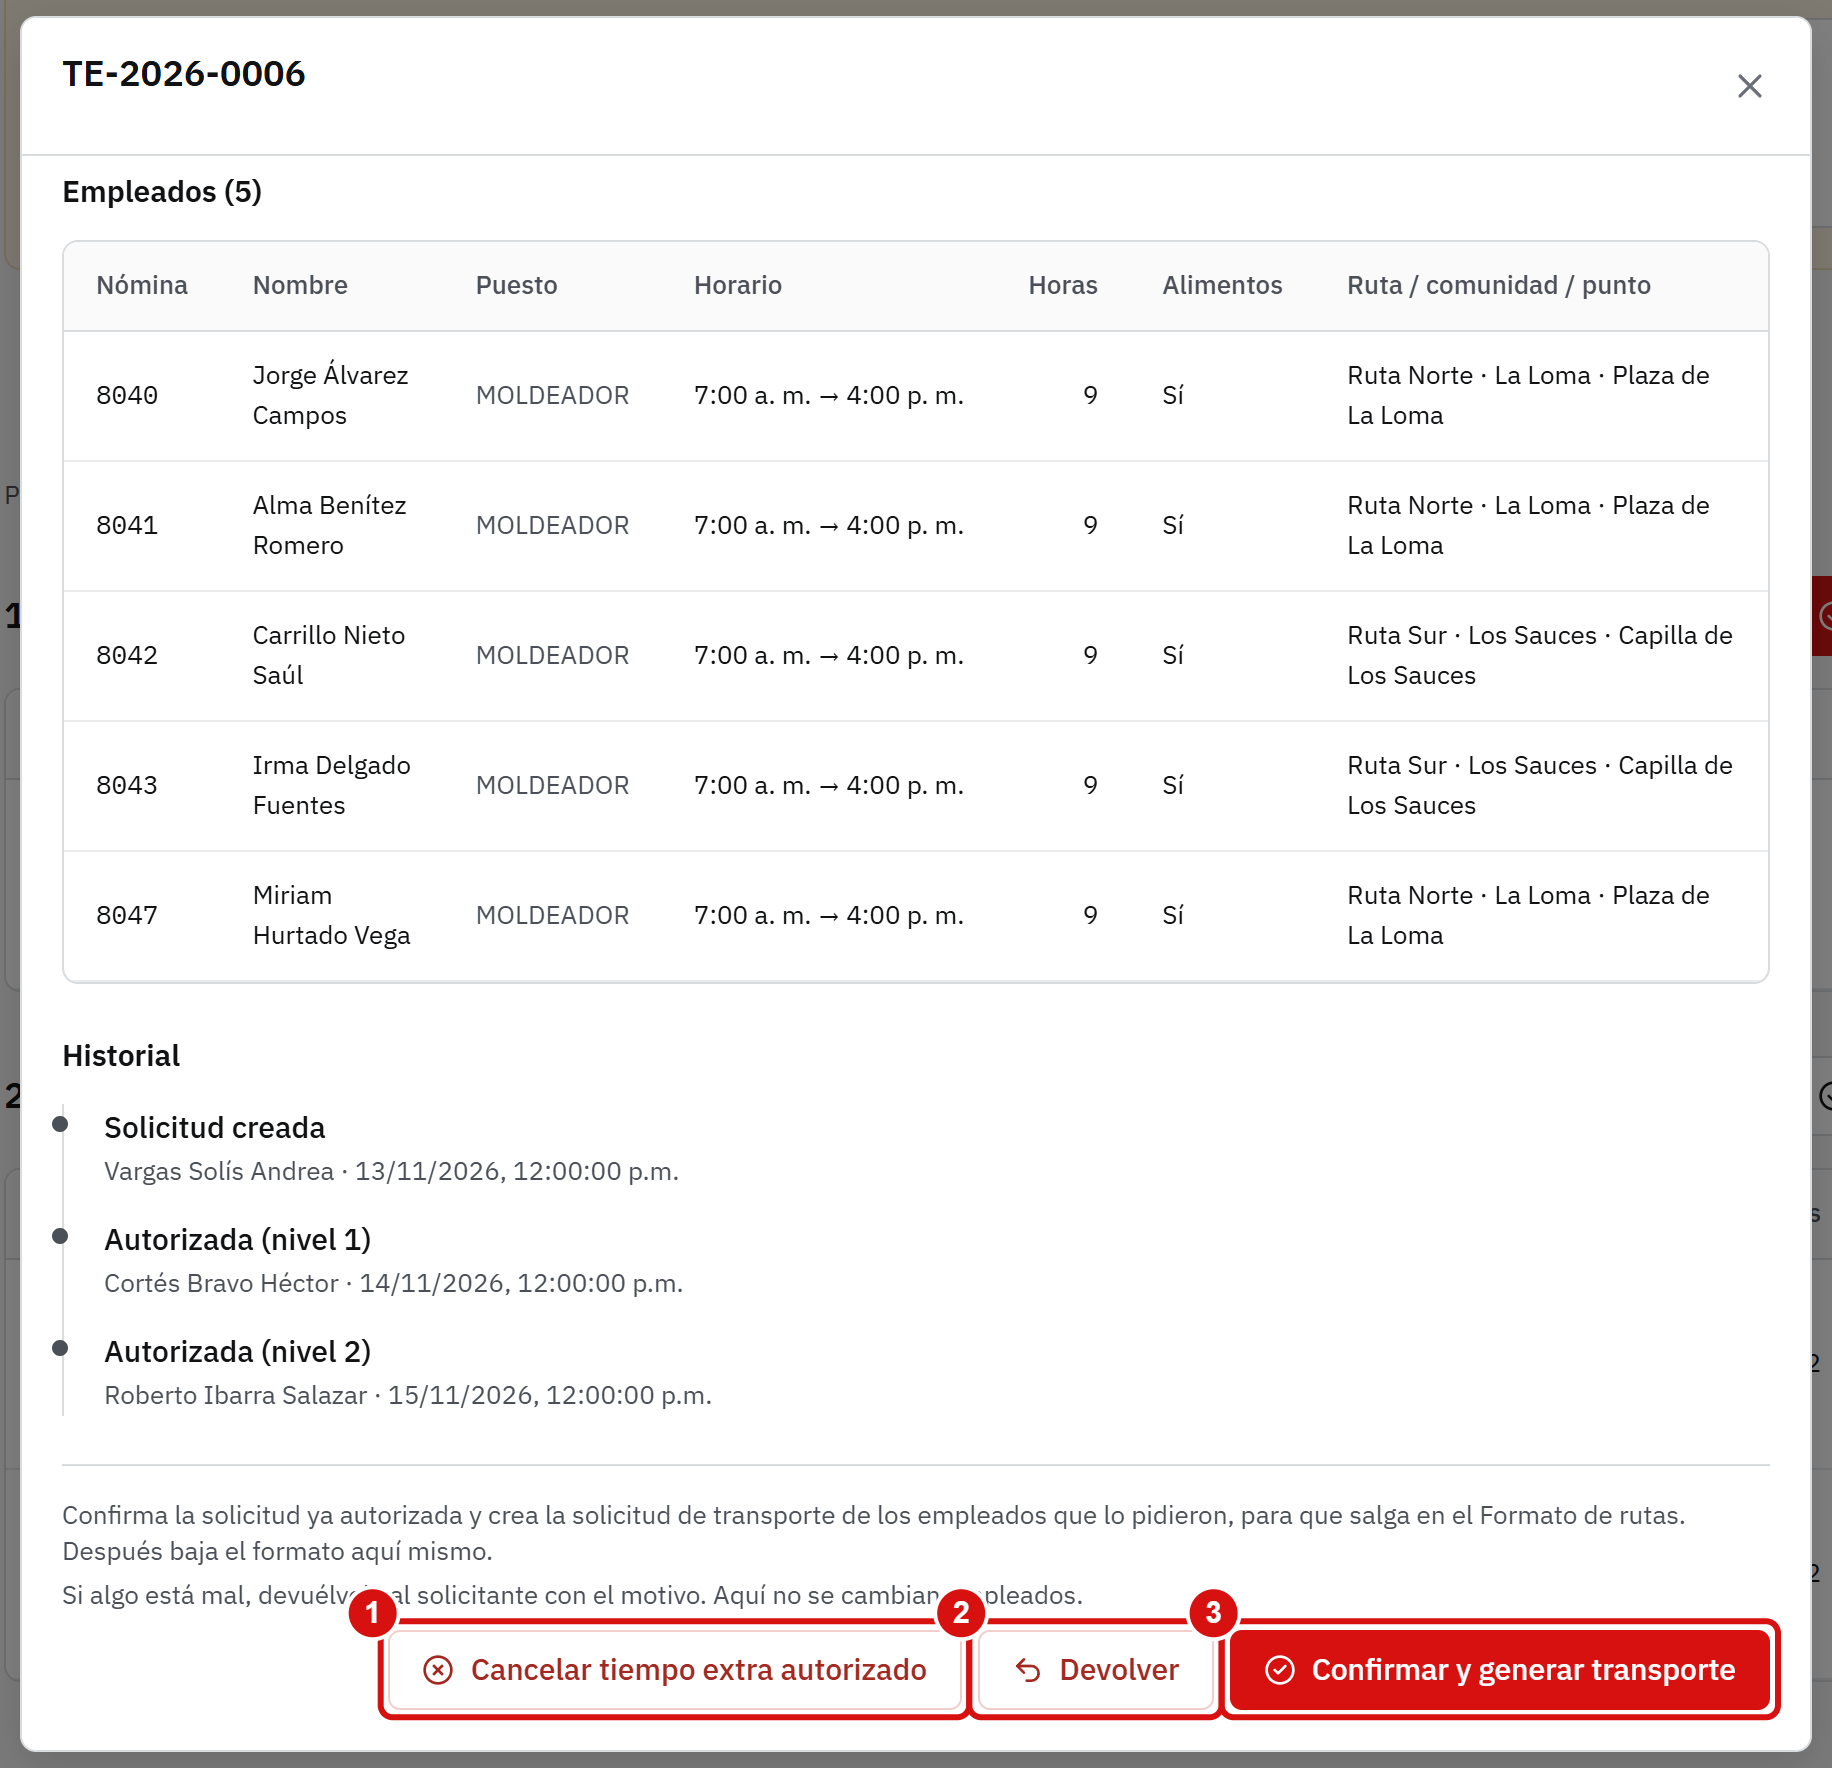 TE-2026-0006
Empleados (5)
Nómina Nombre Puesto Horario Horas Alimentos Ruta / comunidad / punto
8040 Jorge Álvarez Campos MOLDEADOR 7:00 a. m. → 4:00 p. m. 9 Sí Ruta Norte · La Loma · Plaza de La Loma
8041 Alma Benítez Romero MOLDEADOR 7:00 a. m. → 4:00 p. m. 9 Sí Ruta Norte · La Loma · Plaza de La Loma
8042 Carrillo Nieto Saúl MOLDEADOR 7:00 a. m. → 4:00 p. m. 9 Sí Ruta Sur · Los Sauces · Capilla de Los Sauces
8043 Irma Delgado Fuentes MOLDEADOR 7:00 a. m. → 4:00 p. m. 9 Sí Ruta Sur · Los Sauces · Capilla de Los Sauces
8047 Miriam Hurtado Vega MOLDEADOR 7:00 a. m. → 4:00 p. m. 9 Sí Ruta Norte · La Loma · Plaza de La Loma
Historial
Solicitud creada
Vargas Solís Andrea · 13/11/2026, 12:00:00 p.m.
Autorizada (nivel 1)
Cortés Bravo Héctor · 14/11/2026, 12:00:00 p.m.
Autorizada (nivel 2)
Roberto Ibarra Salazar · 15/11/2026, 12:00:00 p.m.
Confirma la solicitud ya autorizada y crea la solicitud de transporte de los empleados que lo pidieron, para que salga en el Formato de rutas.
Después baja el formato aquí mismo.
Si algo está mal, al solicitante con el motivo. Aquí no se cambian
1 Cancelar tiempo extra autorizado
2 Devolver
3 Confirmar y generar transporte